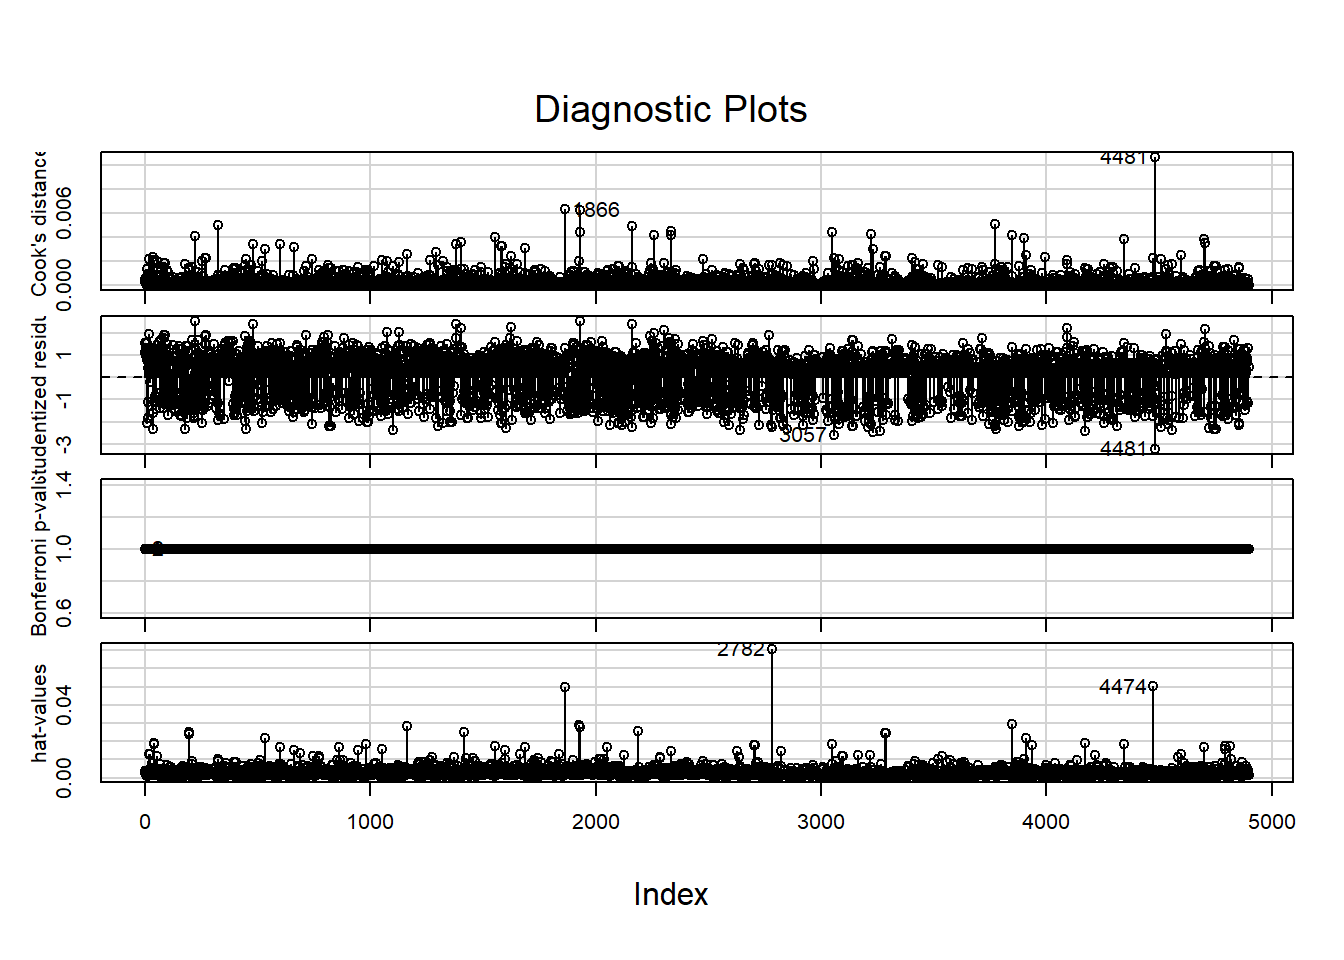 Diagnostic Plots
Cook's distance
0.000 0.006
4481
1866
tudentized residu
-3 -1 1
3057
4481
Bonferroni p-valu
0.6 1.0 1.4
hat-values
0.00 0.04
2782
4474
0 1000 2000 3000 4000 5000
Index